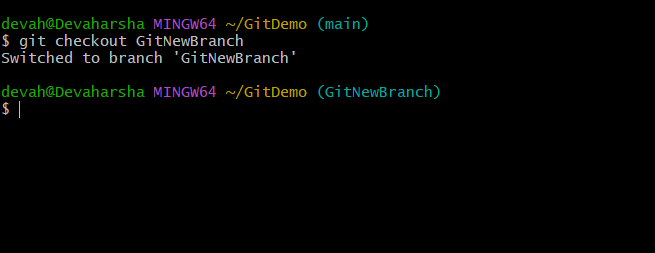 devah@Devaharsha MINGW64 ~/GitDemo (main)
$ git checkout GitNewBranch
Switched to branch 'GitNewBranch'
devah@Devaharsha MINGW64 ~/GitDemo (GitNewBranch)
$